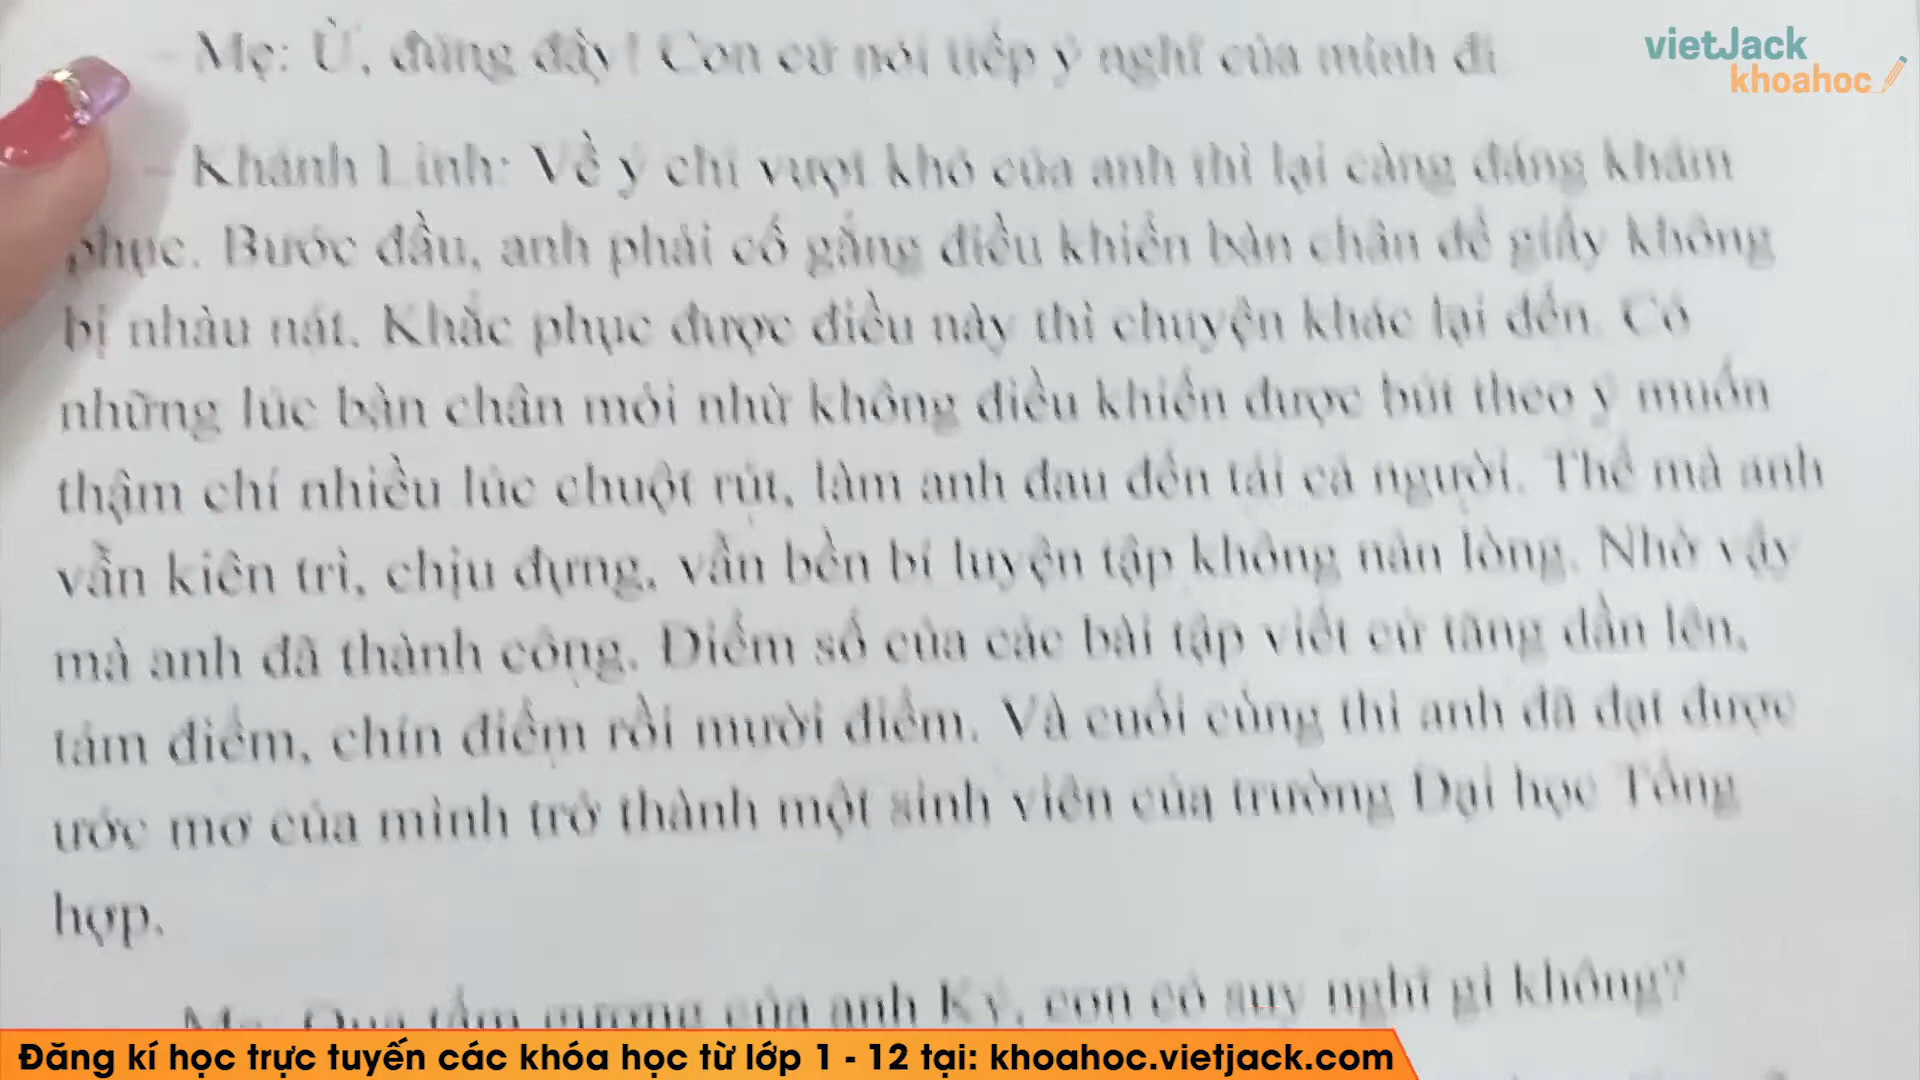 – Mẹ: Ừ, đúng đấy! Con cứ nói tiếp ý nghĩ của mình đi
vietJack
khoahoc
– Khánh Linh: Về ý chí vượt khó của anh thì lại càng đáng khâm
phục. Bước đầu, anh phải cố gắng điều khiển bàn chân để giấy không
bị nhàu nát. Khắc phục được điều này thì chuyện khác lại đến. Có
những lúc bàn chân mỏi nhừ không điều khiển được bút theo ý muốn
thậm chí nhiều lúc chuột rút, làm anh đau đến tái cả người. Thế mà anh
vẫn kiên trì, chịu đựng, vẫn bền bỉ luyện tập không nản lòng. Nhờ vậy
mà anh đã thành công. Điểm số của các bài tập viết cứ tăng dần lên,
tám điểm, chín điểm rồi mười điểm. Và cuối cùng thì anh đã đạt được
ước mơ của mình trở thành một sinh viên của trường Đại học Tổng
hợp.
Mẹ: Qua tấm gương của anh Ký, con có suy nghĩ gì không?
Đăng kí học trực tuyến các khóa học từ lớp 1 - 12 tại: khoahoc.vietjack.com